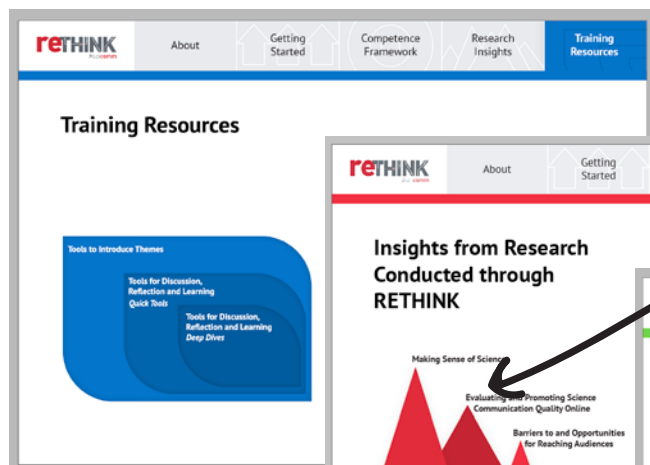 reTHINK
About
Getting
Started
Competence
Framework
Research
Insights
Training
Resources
Training Resources
Tools to Introduce Themes
Tools for Discussion,
Reflection and Learning
Quick Tools
Tools for Discussion,
Reflection and Learning
Deep Dives
reTHINK
About
Getting
Started
Insights from Research
Conducted through
RETHINK
Making Sense of Science
Evaluating and Promoting Science
Communication Quality Online
Barriers to and Opportunities
for Reaching Audiences